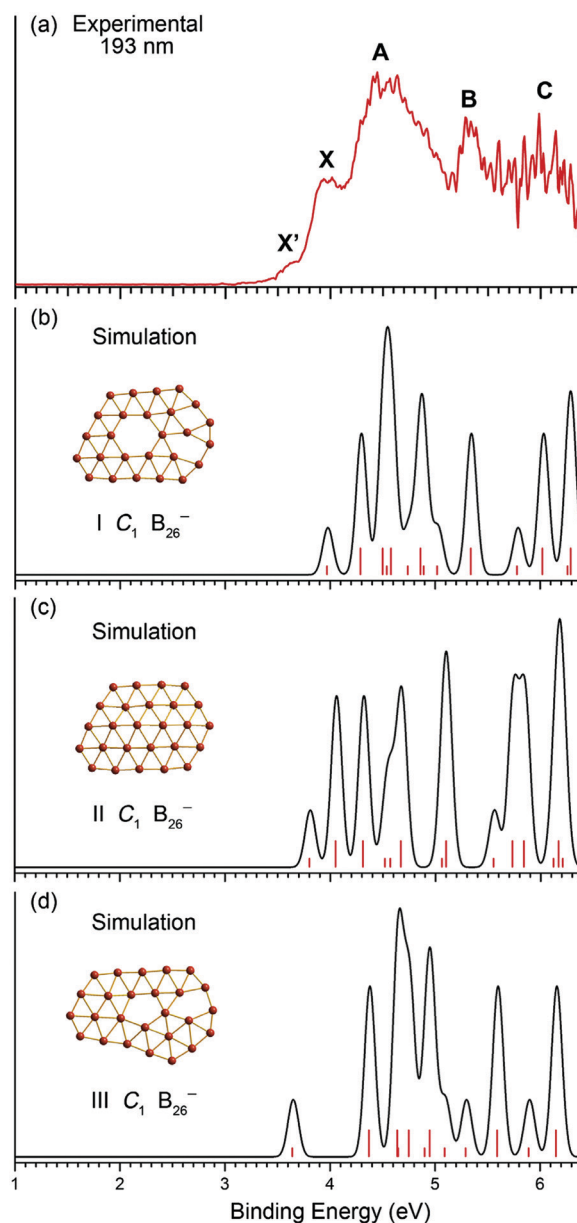 (a) Experimental
193 nm
A
B
C
X
X'
(b)
Simulation
I C₁ B₂₆⁻
(c)
Simulation
II C₁ B₂₆⁻
(d)
Simulation
III C₁ B₂₆⁻
1 2 3 4 5 6
Binding Energy (eV)